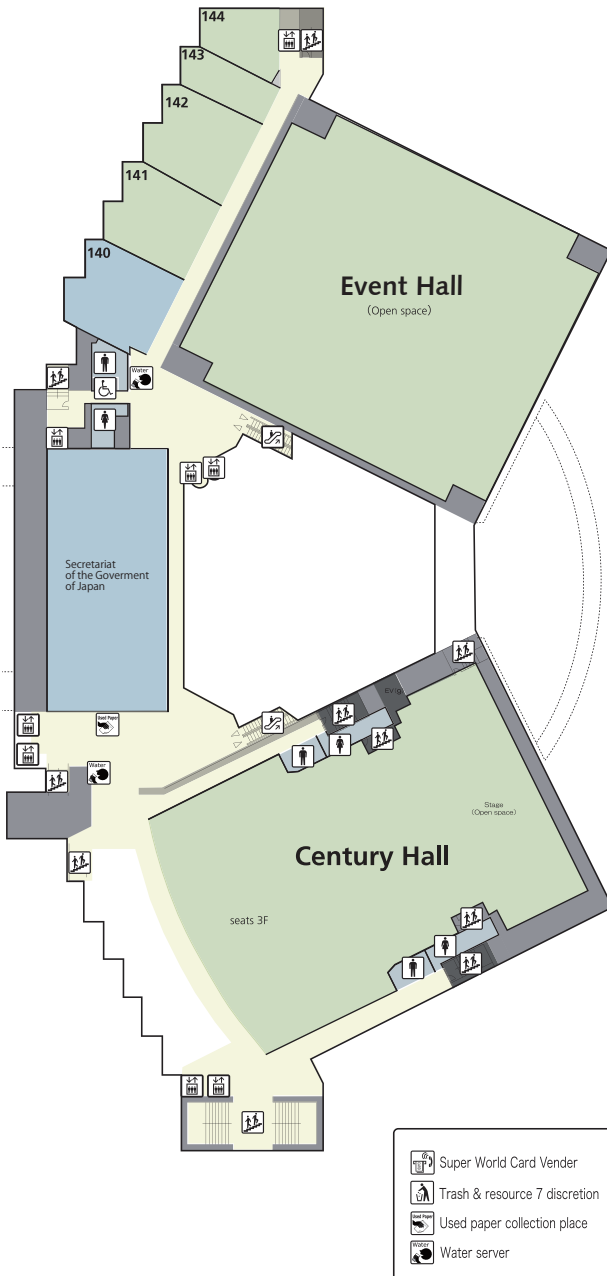 144
143
142
141
140
Event Hall
(Open space)
Water
Secretariat
of the Goverment
of Japan
Used Paper
Water
EV⑨
Stage
(Open space)
Century Hall
seats 3F
Super World Card Vender
Trash & resource 7 discretion
Used Paper
Used paper collection place
Water
Water server